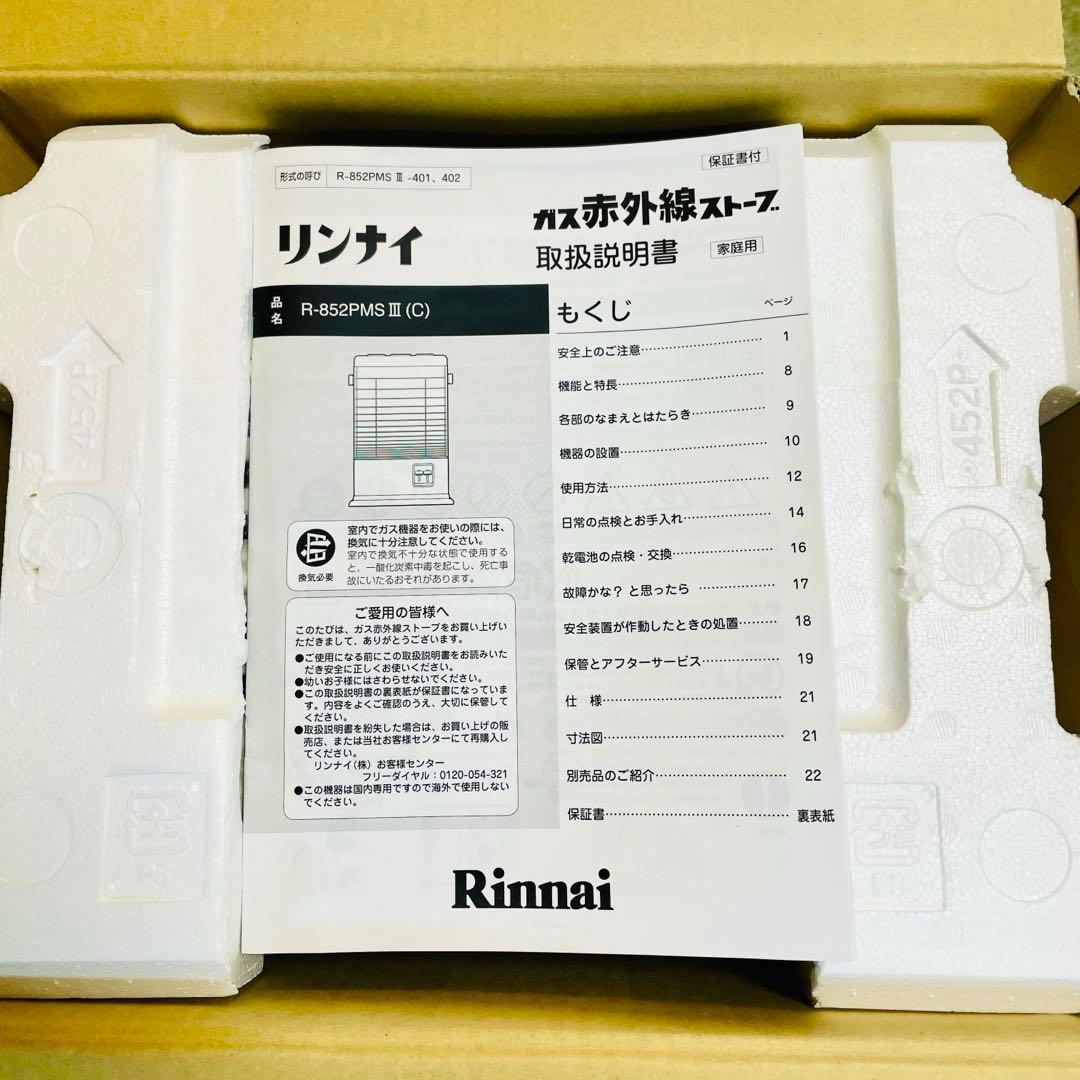 形式の呼び R-852PMSⅢ-401、402
保証書付
リンナイ
ガス赤外線ストーブ
取扱説明書 家庭用
品名 R-852PMSⅢ(C)
換気必要
室内でガス機器をお使いの際には、
換気に十分注意してください。
室内で換気不十分な状態で使用する
と、一酸化炭素中毒を起こし、死亡事
故にいたるおそれがあります。
ご愛用の皆様へ
このたびは、ガス赤外線ストーブをお買い上げい
ただきまして、ありがとうございます。
●ご使用になる前にこの取扱説明書をお読みいた
だき安全に正しくお使いください。
●幼いお子様にはさわらせないでください。
●この取扱説明書の裏表紙が保証書になっていま
す。内容をよくご確認のうえ、大切に保管して
ください。
●取扱説明書を紛失した場合は、お買い上げの販
売店、または当社お客様センターにて再購入し
てください。
リンナイ(株) お客様センター
フリーダイヤル：0120-054-321
●この機器は国内専用ですので海外で使用しない
でください。
もくじ ページ
安全上のご注意 1
機能と特長 8
各部のなまえとはたらき 9
機器の設置 10
使用方法 12
日常の点検とお手入れ 14
乾電池の点検・交換 16
故障かな？と思ったら 17
安全装置が作動したときの処置 18
保管とアフターサービス 19
仕様 21
寸法図 21
別売品のご紹介 22
保証書 裏表紙
Rinnai
452P
452P